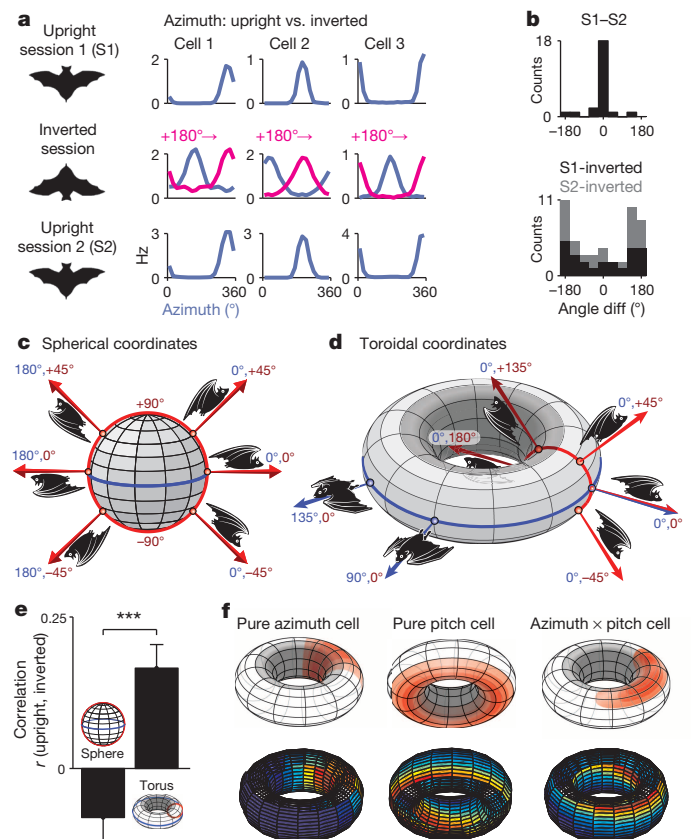 a
Azimuth: upright vs. inverted
Upright
session 1 (S1)
Cell 1
Cell 2
Cell 3
2
0
2
0
4
0
Inverted
session
+180°→
+180°→
+180°→
2
0
2
0
1
0
Upright
session 2 (S2)
Hz
3
0
3
0
4
0
0
360
0
360
0
360
Azimuth (°)
b
S1–S2
Counts
18
0
–180
0
180
S1-inverted
S2-inverted
Counts
11
0
–180
0
180
Angle diff (°)
c Spherical coordinates
180°,+45°
0°,+45°
+90°
180°,0°
0°,0°
–90°
180°,–45°
0°,–45°
d Toroidal coordinates
0°,+135°
0°,+45°
0°,180°
135°,0°
0°,0°
90°,0°
0°,–45°
e
0.25
***
Correlation
r (upright, inverted)
Sphere
0
Torus
f
Pure azimuth cell
Pure pitch cell
Azimuth × pitch cell